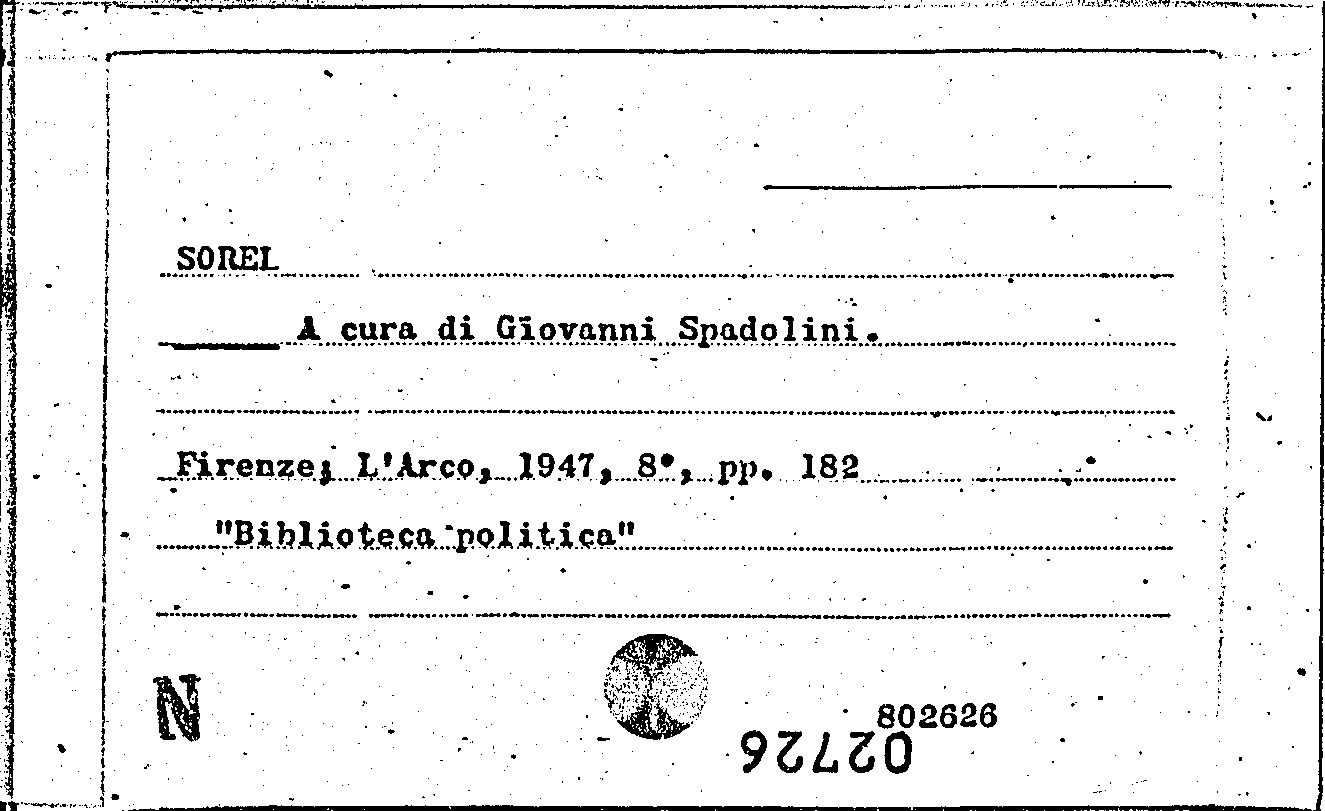 SOREL
A cura di Giovanni Spadolini.
Firenze; L'Arco, 1947, 8°, pp. 182
"Biblioteca politica"
N
802626
02726